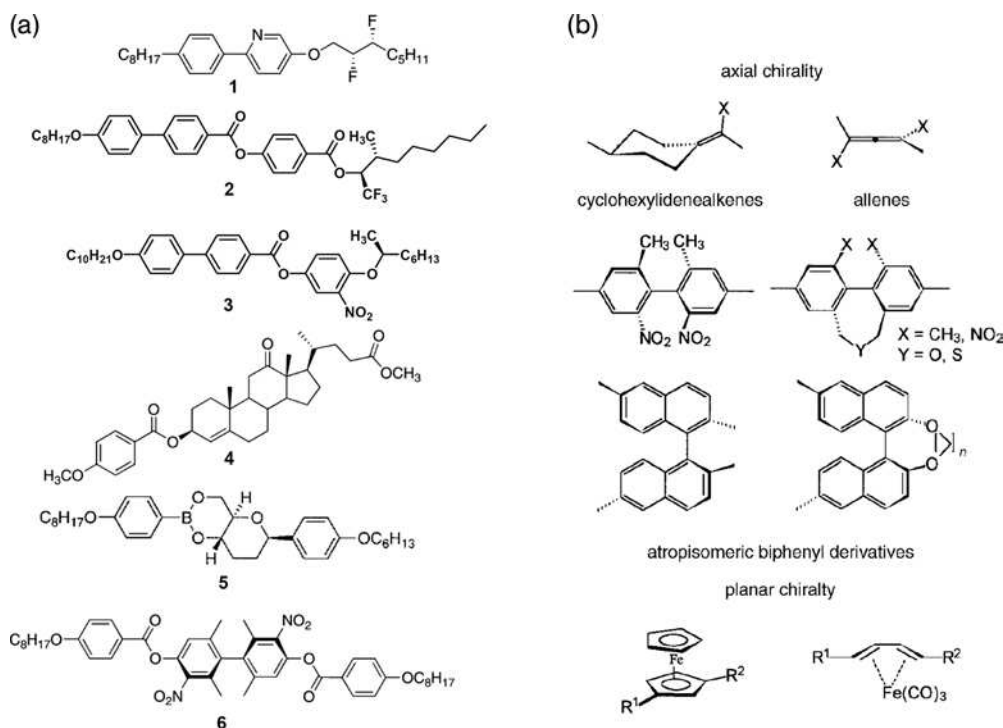 (a)
C8H17
N
O
F
F
C5H11
1
C8H17O
O
O
O
O
H3C
CF3
2
C10H21O
O
O
H3C
O
C6H13
NO2
3
O
O
OCH3
O
O
CH3O
4
C8H17O
O
B
O
H
H
O
OC6H13
5
C8H17O
O
O
O2N
NO2
O
O
OC8H17
6
(b)
axial chirality
X
X
X
cyclohexylidenealkenes
allenes
CH3 CH3
NO2 NO2
X X
Y
X = CH3, NO2
Y = O, S
O
O
]n
atropisomeric biphenyl derivatives
planar chiralty
Fe
R1
R2
R1
R2
Fe(CO)3